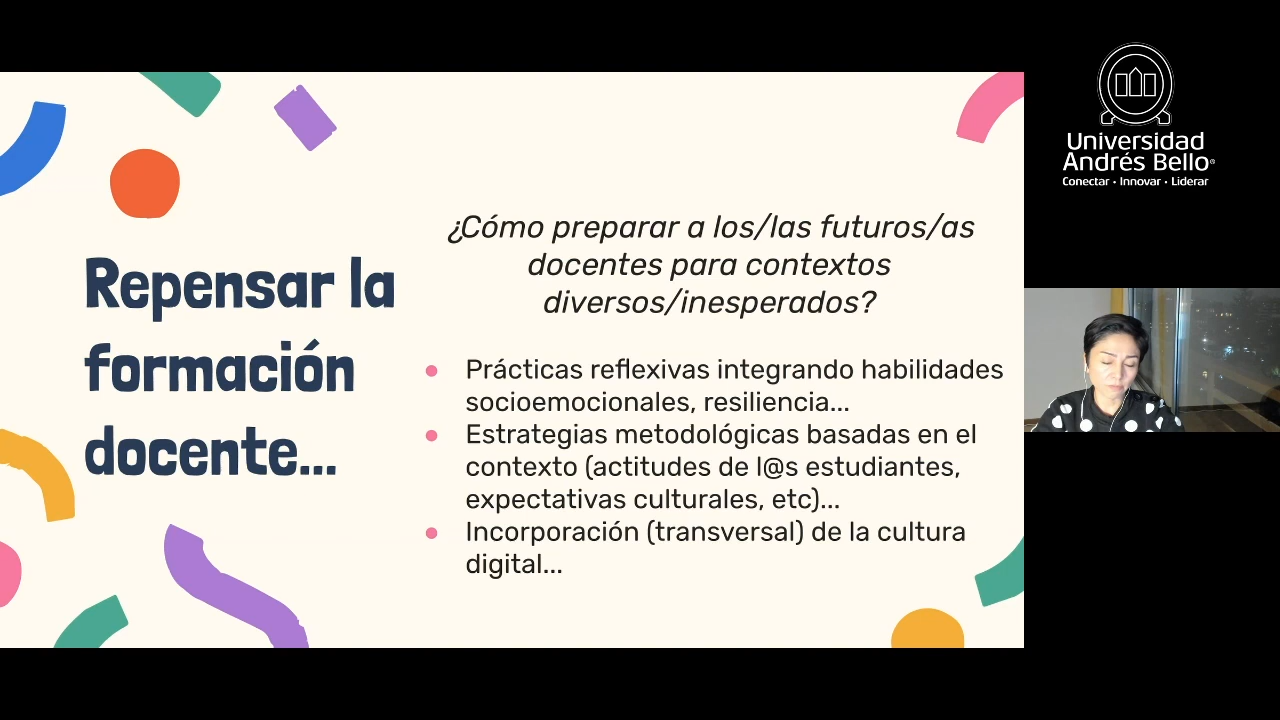 Repensar la
formación
docente...
¿Cómo preparar a los/las futuros/as
docentes para contextos
diversos/inesperados?
● Prácticas reflexivas integrando habilidades
socioemocionales, resiliencia...
● Estrategias metodológicas basadas en el
contexto (actitudes de l@s estudiantes,
expectativas culturales, etc)...
● Incorporación (transversal) de la cultura
digital...
Universidad
Andrés Bello®
Conectar • Innovar • Liderar